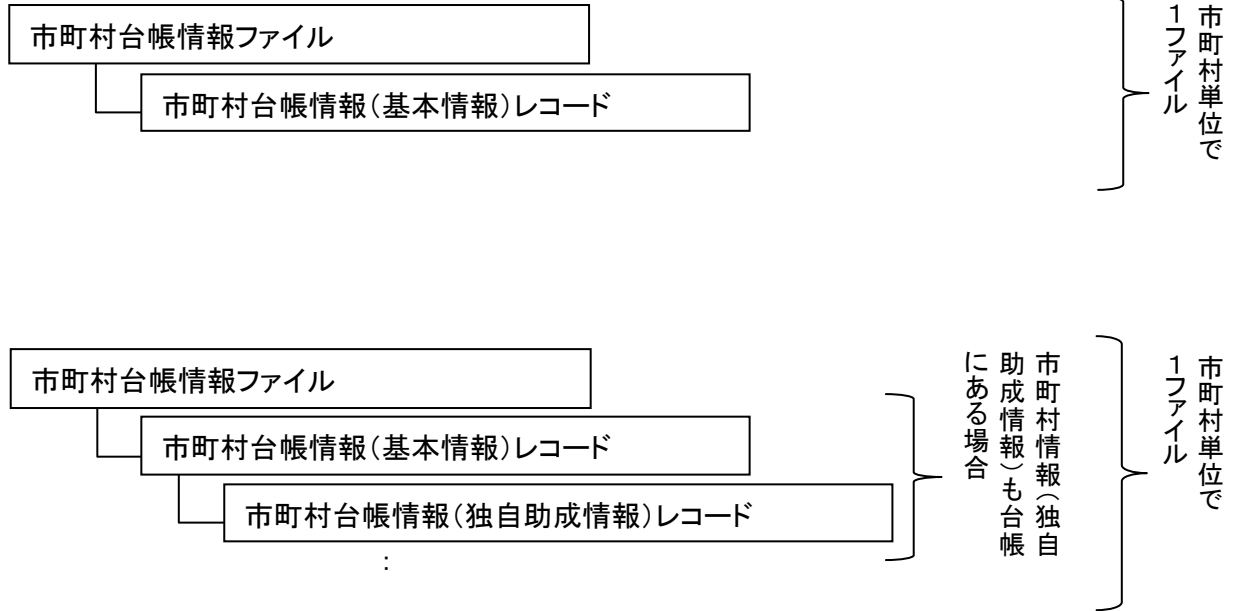 市町村台帳情報ファイル
市町村台帳情報（基本情報）レコード
市町村単位で
１ファイル
市町村台帳情報ファイル
市町村台帳情報（基本情報）レコード
市町村台帳情報（独自助成情報）レコード
：
市町村情報（独自
助成情報）も台帳
にある場合
市町村単位で
１ファイル